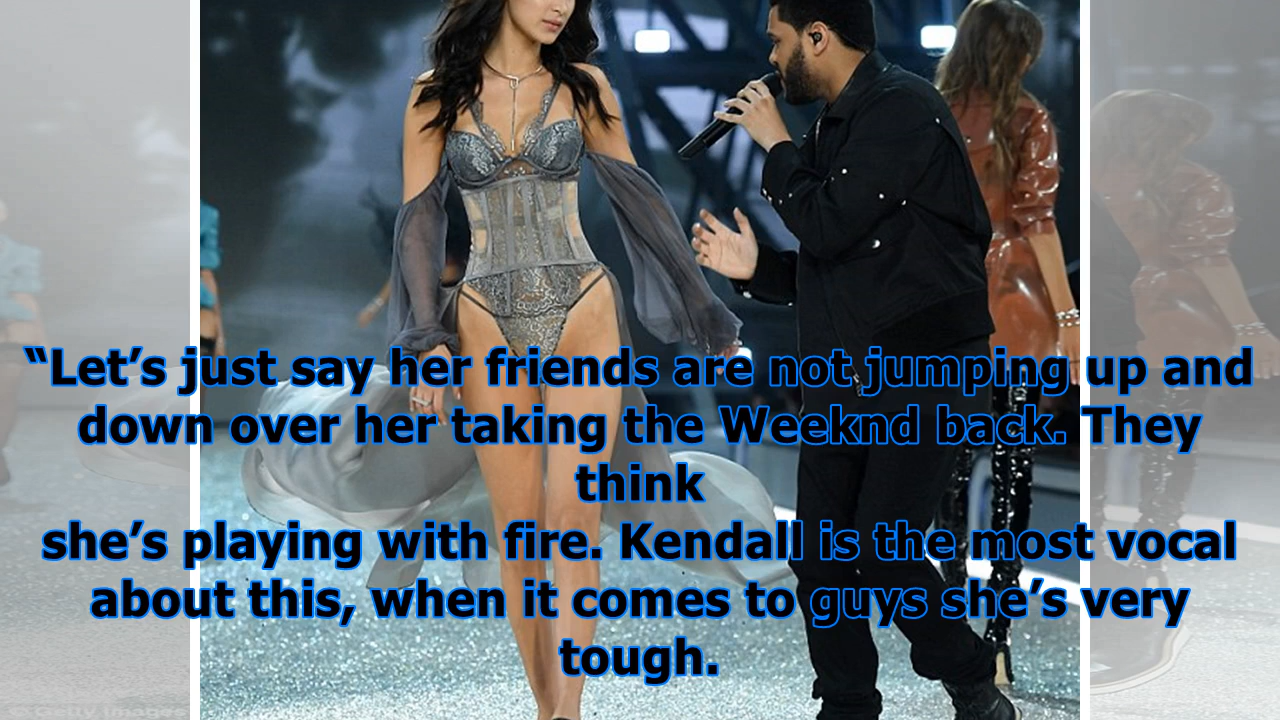 “Let’s just say her friends are not jumping up and
down over her taking the Weeknd back. They
think
she’s playing with fire. Kendall is the most vocal
about this, when it comes to guys she’s very
tough.
© Getty Images